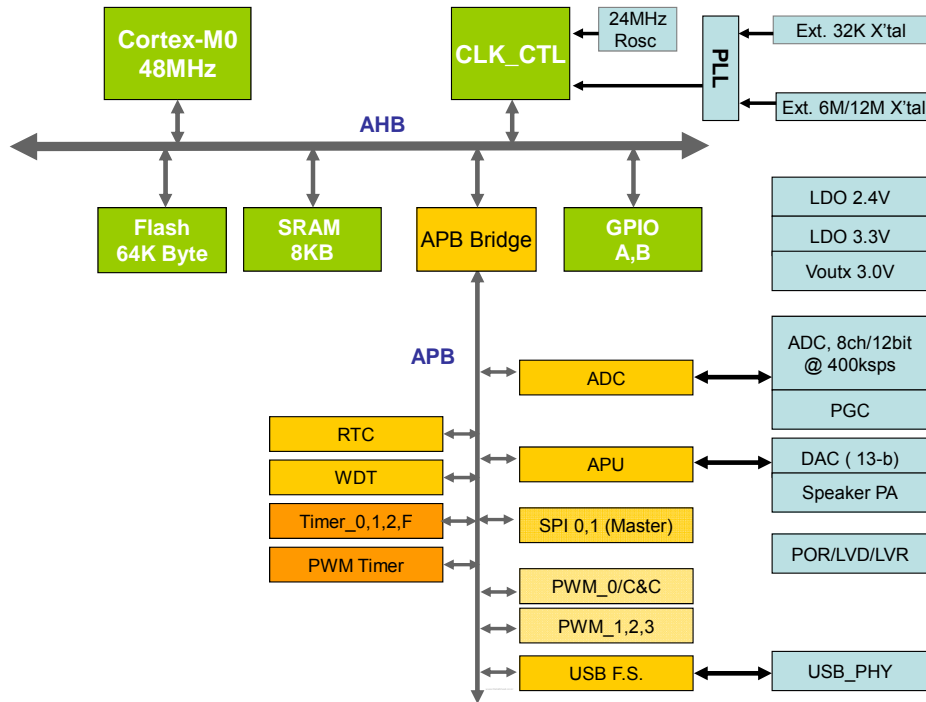 Cortex-M0
48MHz
CLK_CTL
24MHz
Rosc
PLL
Ext. 32K X'tal
Ext. 6M/12M X'tal
AHB
Flash
64K Byte
SRAM
8KB
APB Bridge
GPIO
A,B
LDO 2.4V
LDO 3.3V
Voutx 3.0V
APB
ADC
ADC, 8ch/12bit
@ 400ksps
PGC
RTC
WDT
Timer_0,1,2,F
PWM Timer
APU
DAC ( 13-b)
Speaker PA
SPI 0,1 (Master)
POR/LVD/LVR
PWM_0/C&C
PWM_1,2,3
USB F.S.
USB_PHY